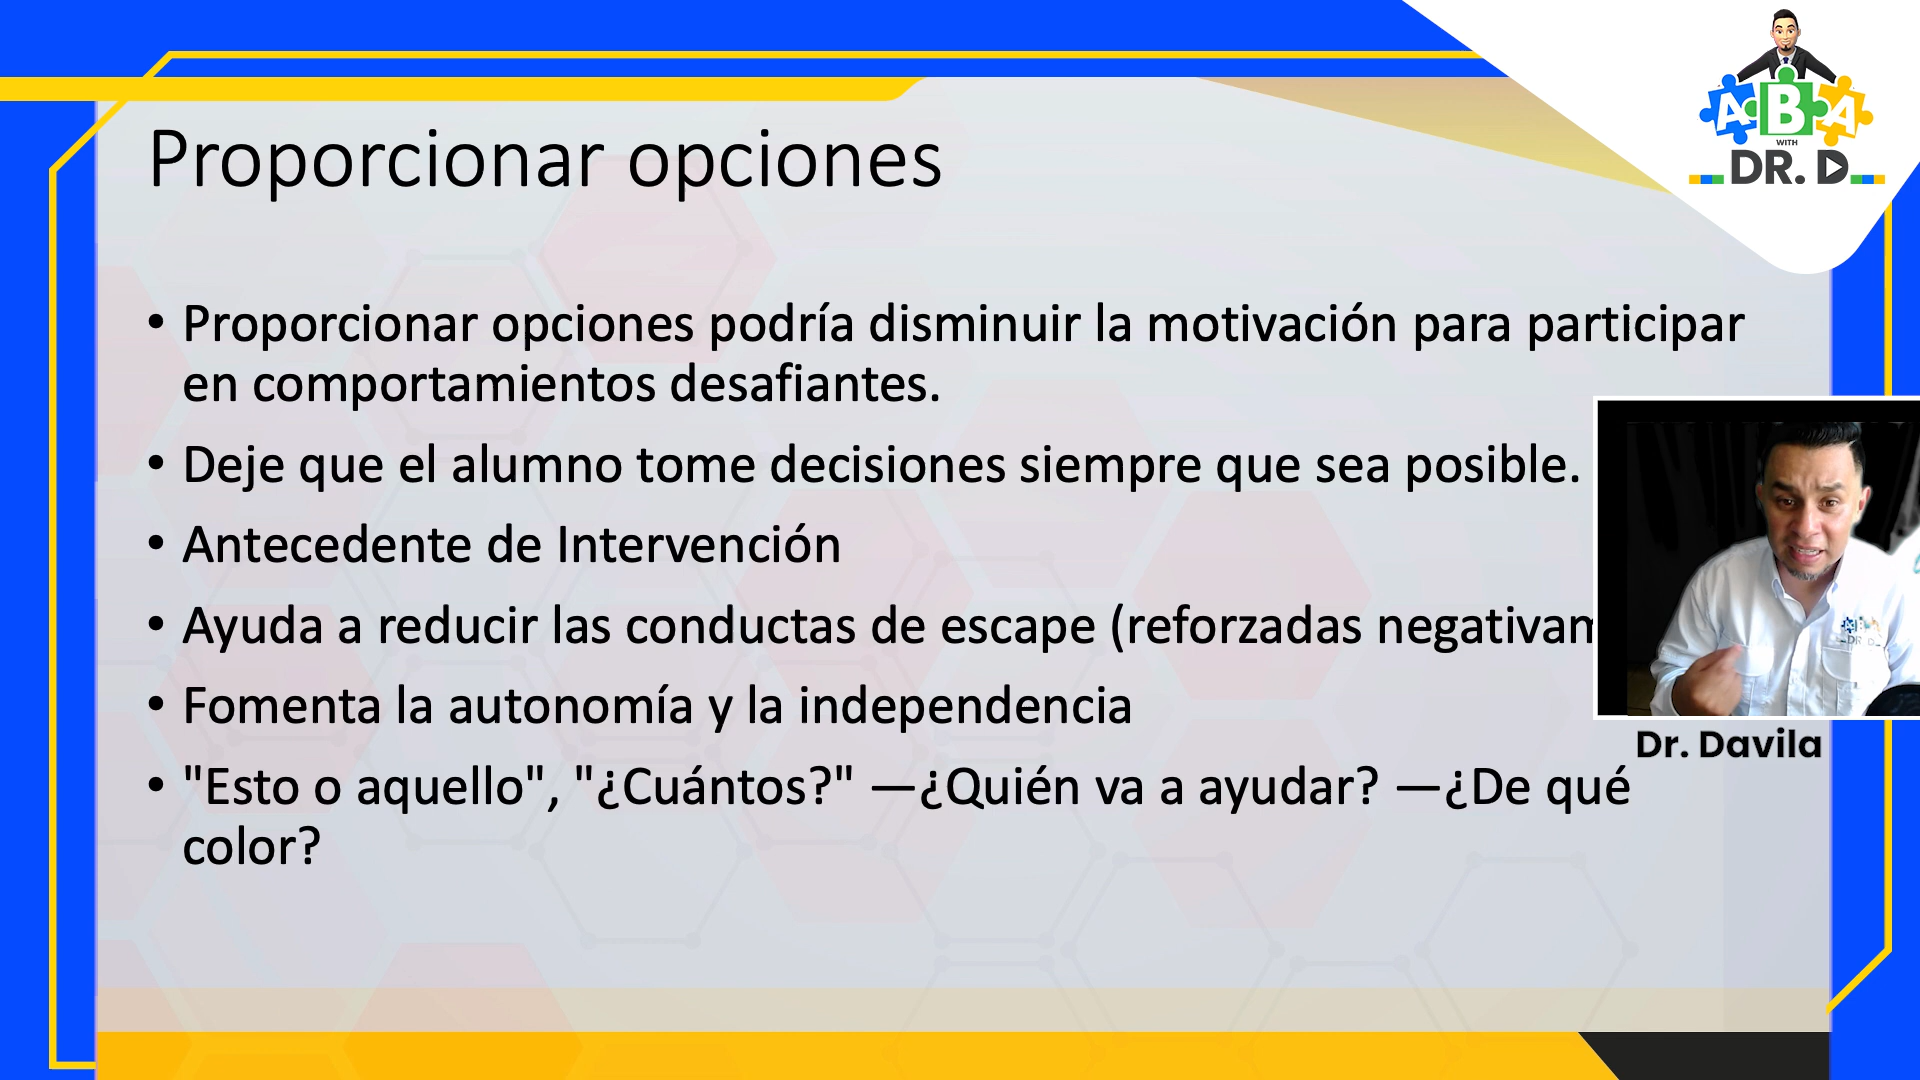 Proporcionar opciones
• Proporcionar opciones podría disminuir la motivación para participar
en comportamientos desafiantes.
• Deje que el alumno tome decisiones siempre que sea posible.
• Antecedente de Intervención
• Ayuda a reducir las conductas de escape (reforzadas
• Fomenta la autonomía y la independencia
• "Esto o aquello", "¿Cuántos?" —¿Quién va a ayudar? —¿De qué
color?
ABA
WITH
DR. D
Dr. Davila